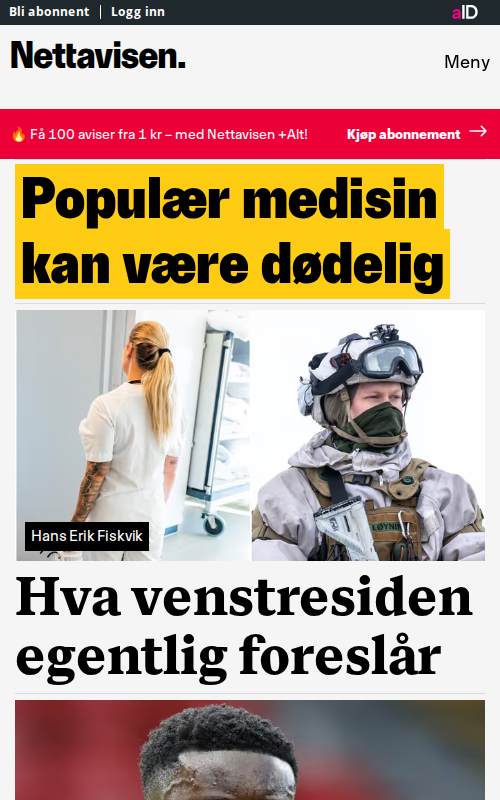 Bli abonnent
Logg inn
aID
Nettavisen.
Meny
🔥 Få 100 aviser fra 1 kr – med Nettavisen +Alt!
Kjøp abonnement →
Populær medisin
kan være dødelig
LØYNIN
Hans Erik Fiskvik
Hva venstresiden
egentlig foreslår